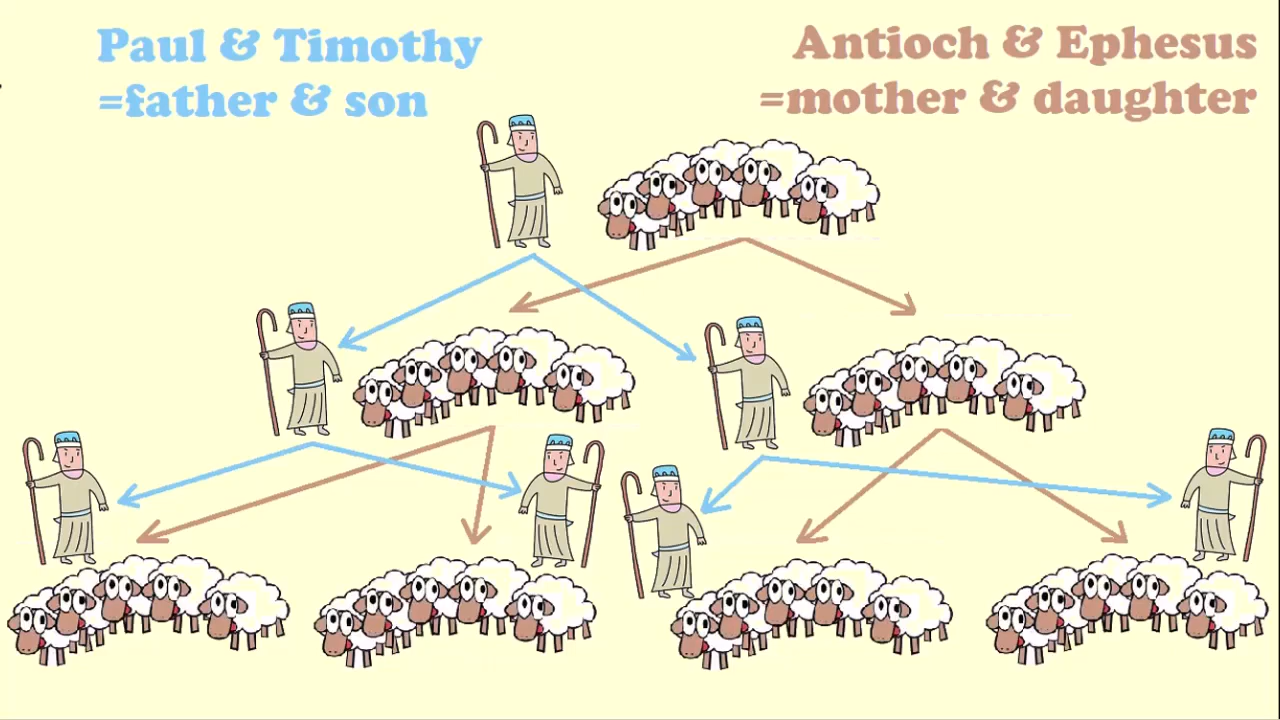 Paul & Timothy
=father & son
Antioch & Ephesus
=mother & daughter